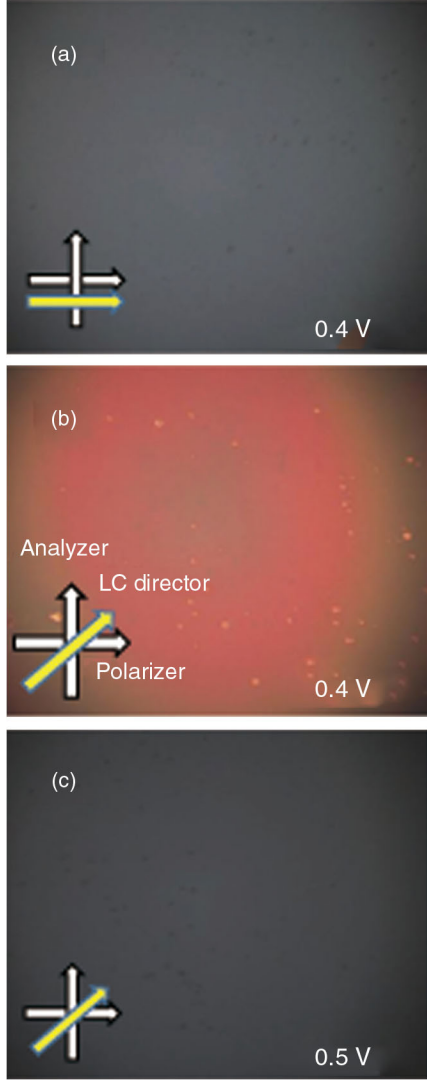 (a)
0.4 V
(b)
Analyzer
LC director
Polarizer
0.4 V
(c)
0.5 V